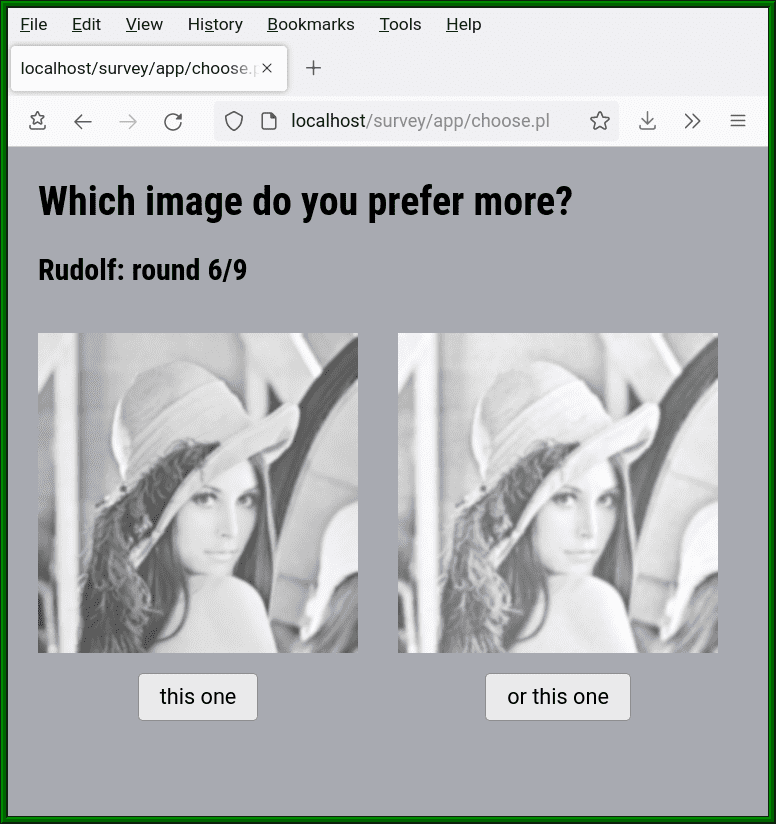 File Edit View History Bookmarks Tools Help
localhost/survey/app/choose.p
localhost/survey/app/choose.pl
Which image do you prefer more?
Rudolf: round 6/9
this one
or this one